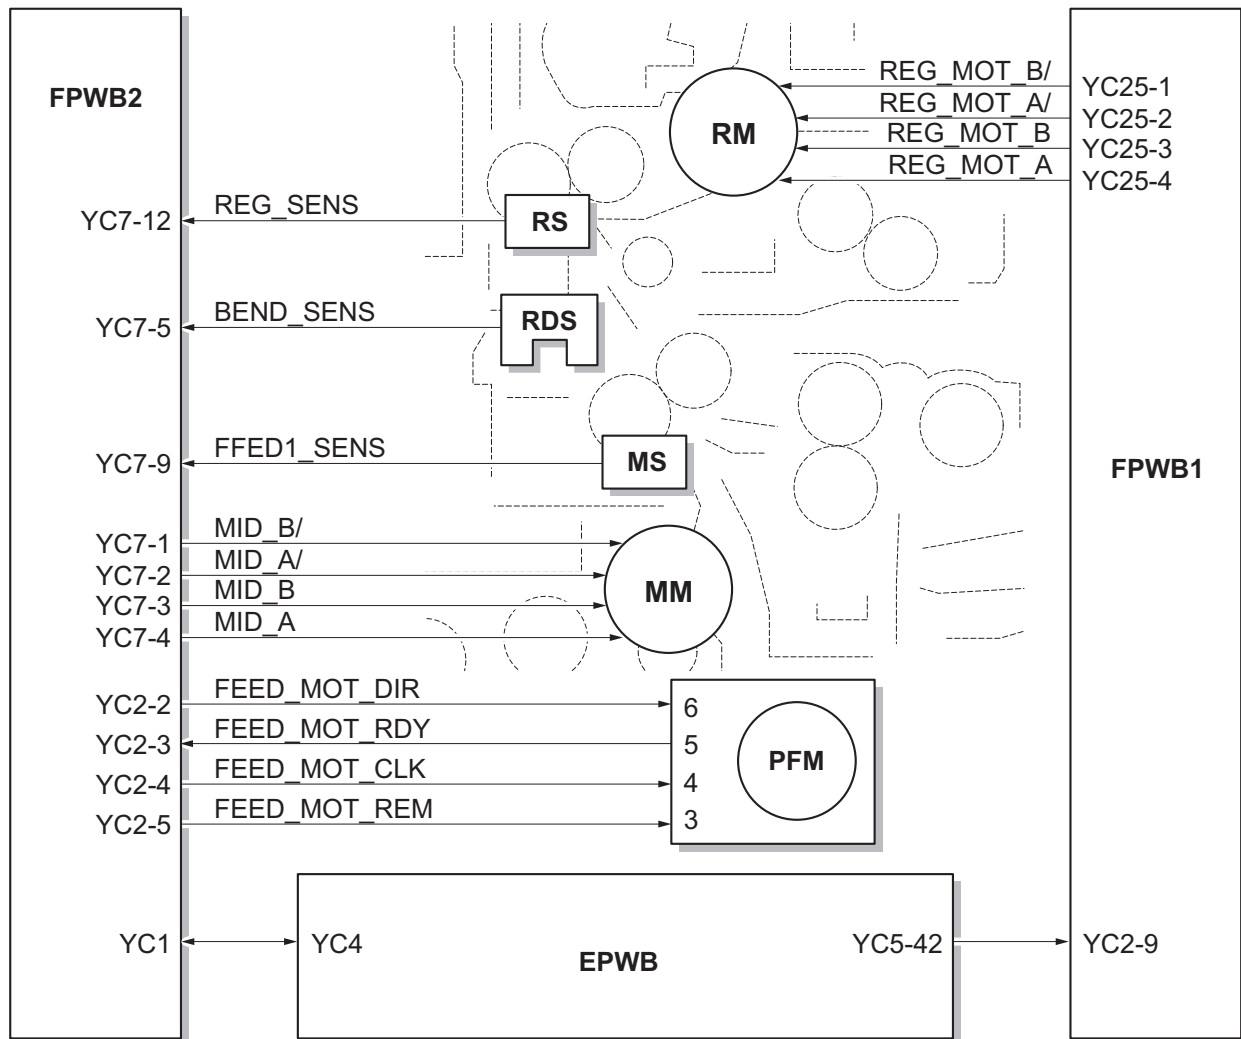 FPWB2
REG_MOT_B/
YC25-1
REG_MOT_A/
YC25-2
RM
REG_MOT_B
YC25-3
REG_MOT_A
YC25-4
YC7-12
REG_SENS
RS
YC7-5
BEND_SENS
RDS
YC7-9
FFED1_SENS
MS
FPWB1
YC7-1
MID_B/
YC7-2
MID_A/
YC7-3
MID_B
MM
YC7-4
MID_A
YC2-2
FEED_MOT_DIR
6
YC2-3
FEED_MOT_RDY
5
PFM
YC2-4
FEED_MOT_CLK
4
YC2-5
FEED_MOT_REM
3
YC1
YC4
EPWB
YC5-42
YC2-9